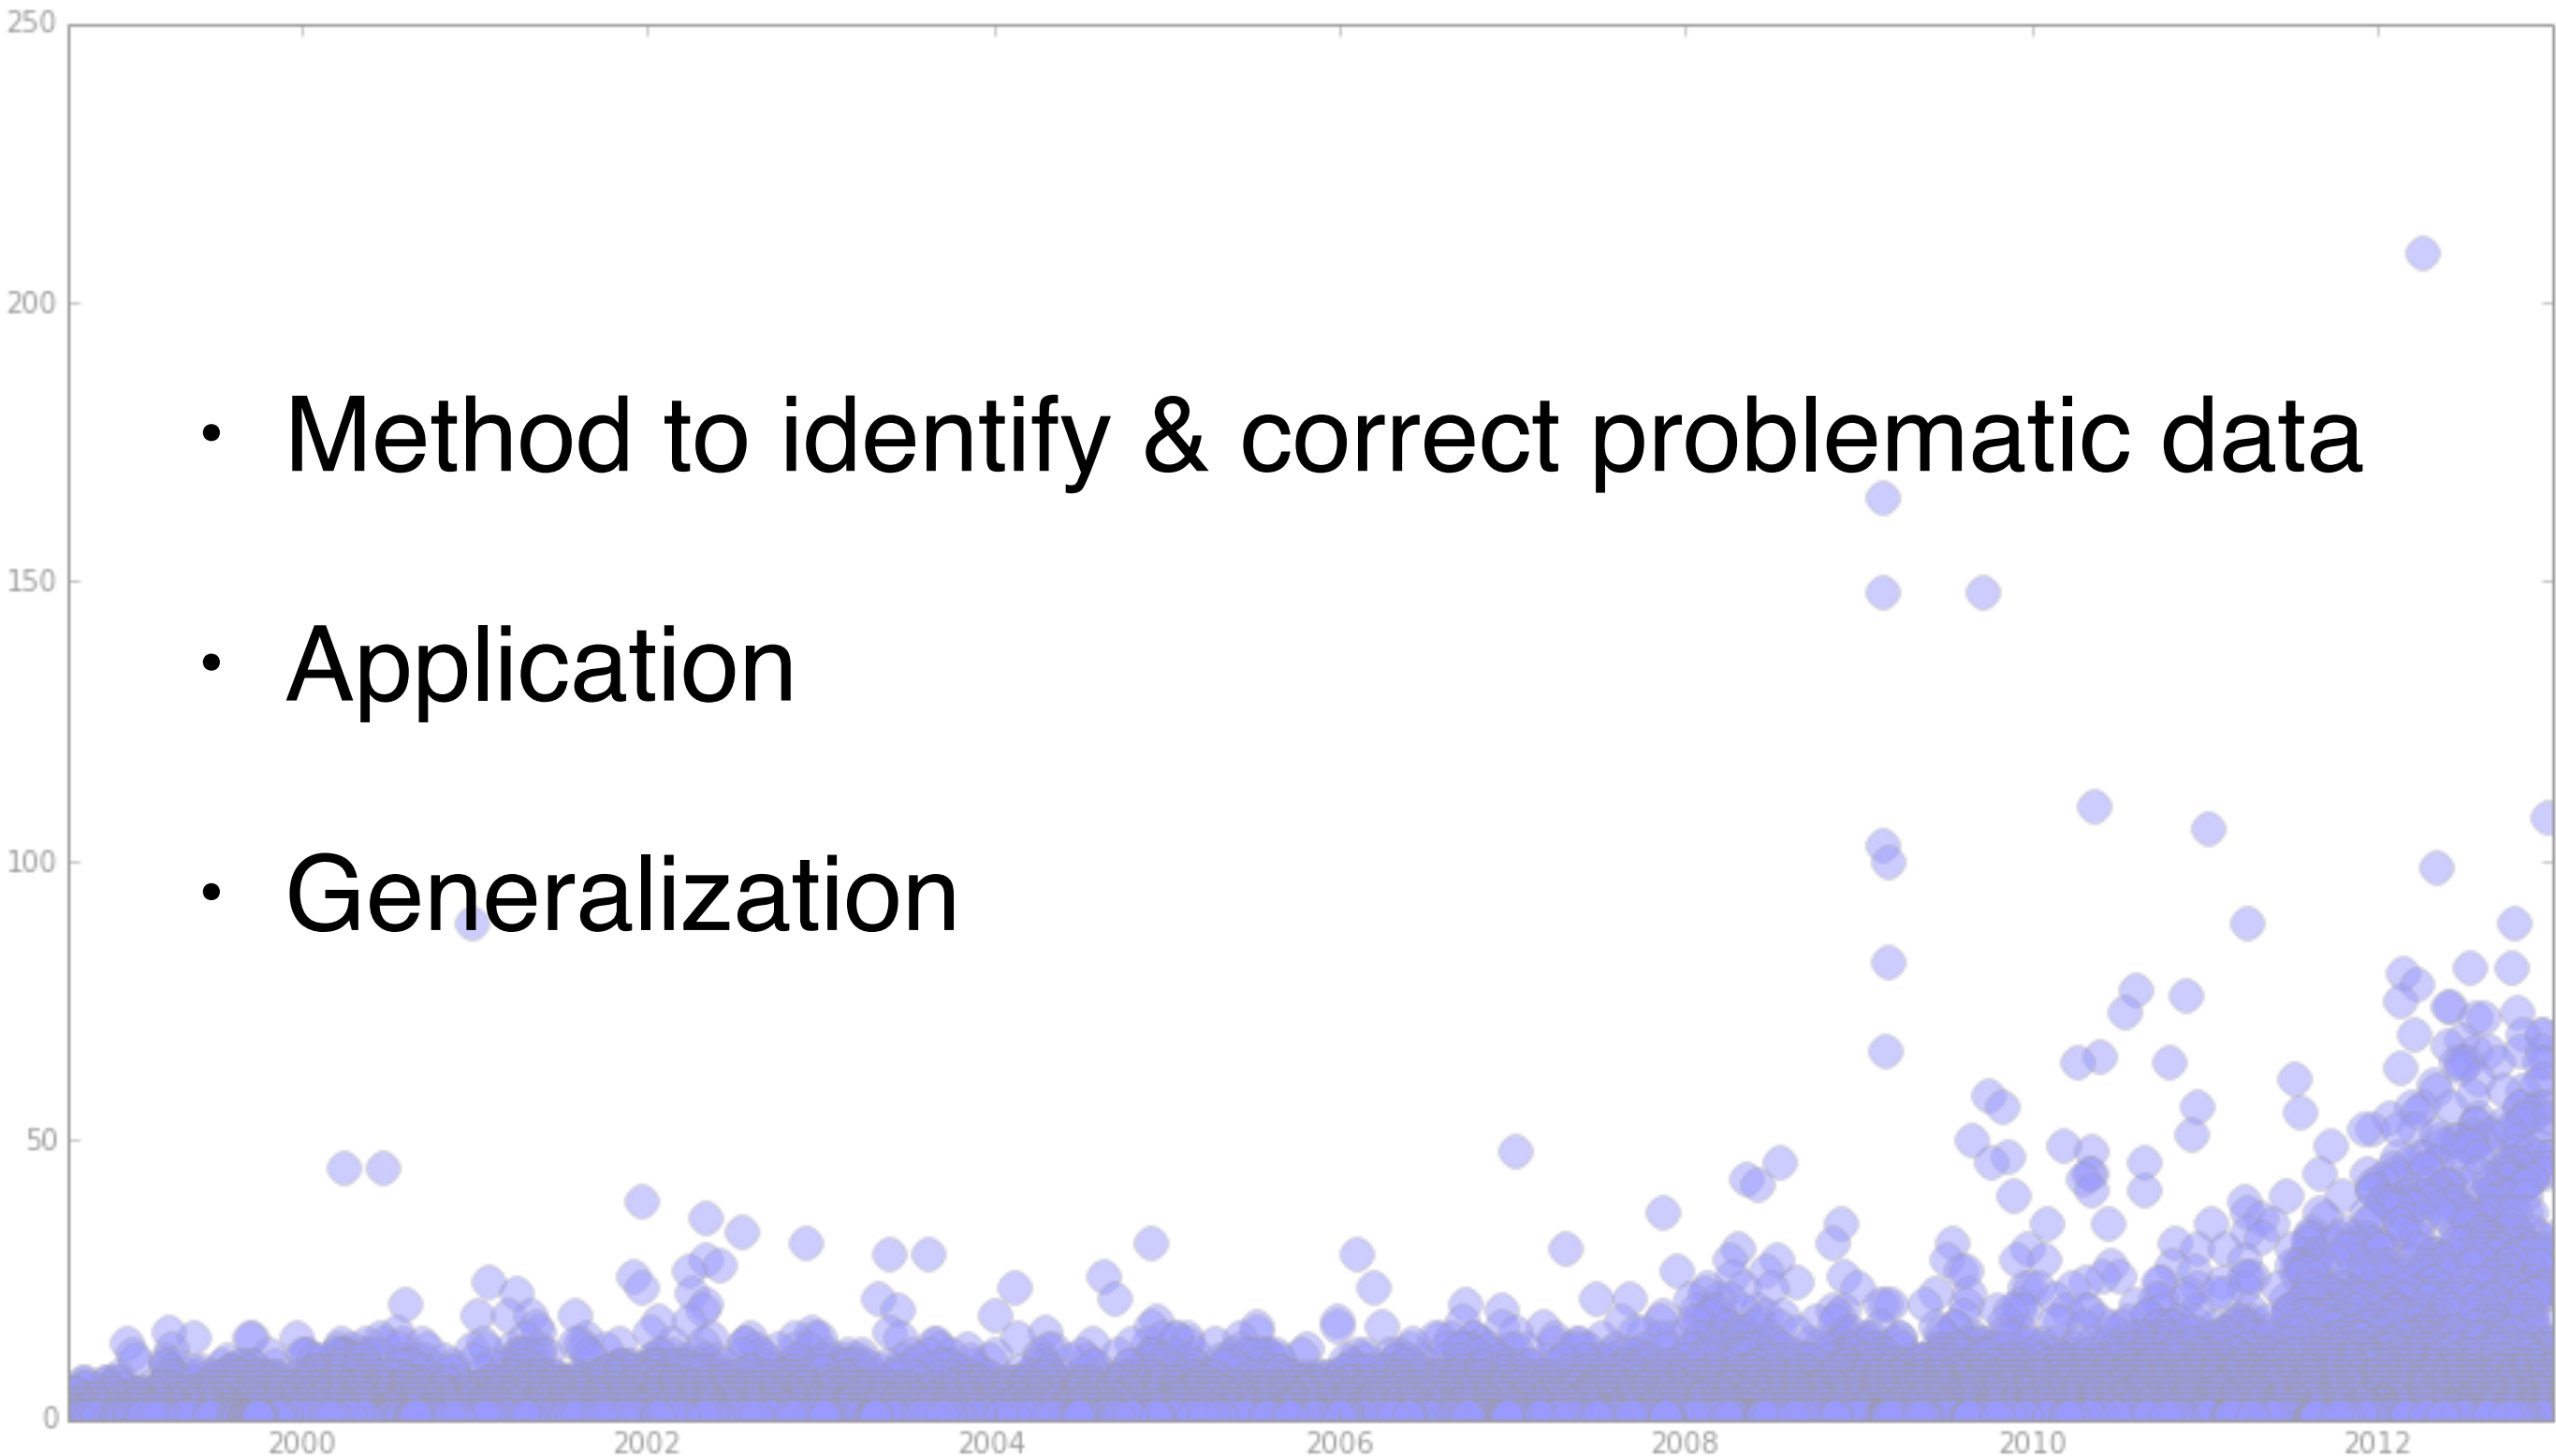 250
200
• Method to identify & correct problematic data
150
• Application
100
• Generalization
50
0
2000 2002 2004 2006 2008 2010 2012